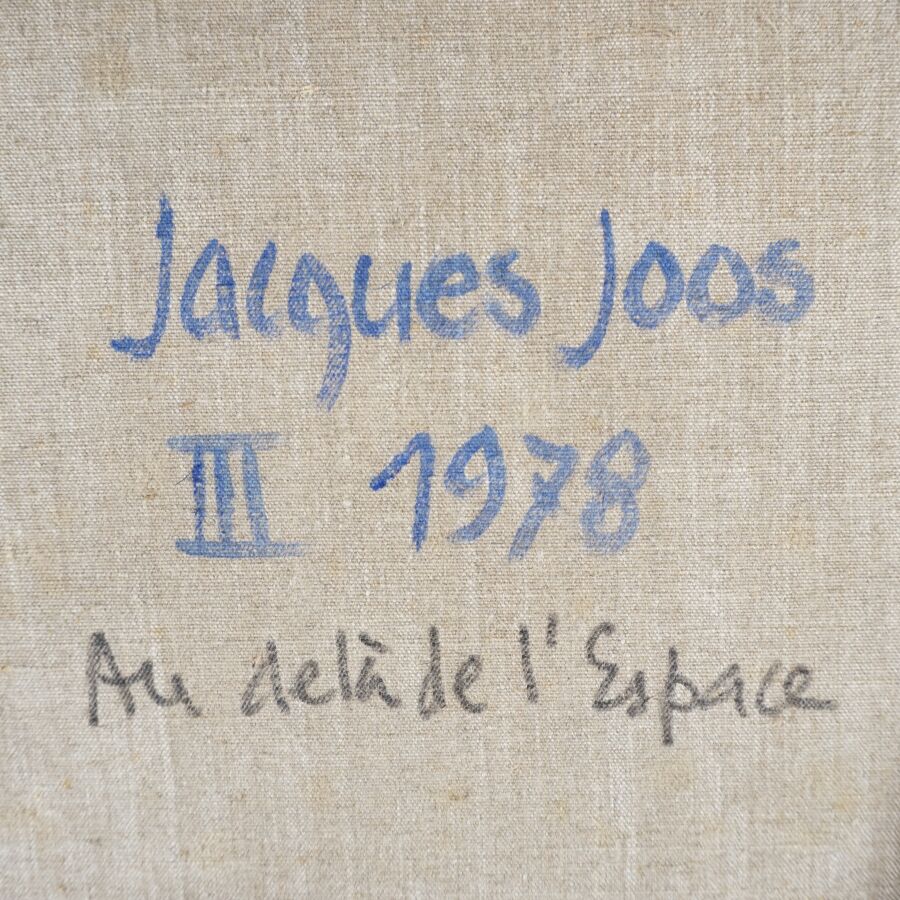 Jacques Joos
III 1978
Au delà de l'Espace